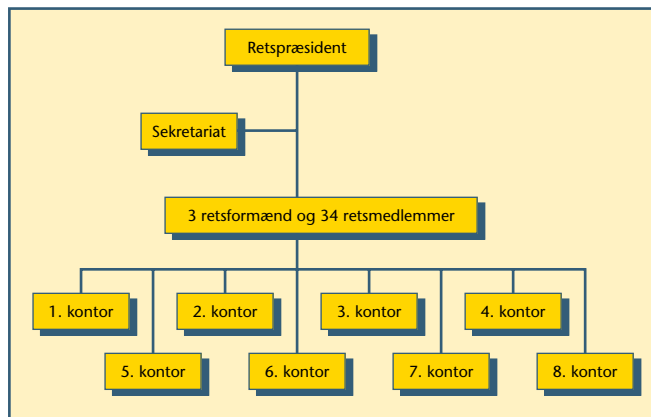 Retspræsident
Sekretariat
3 retsformænd og 34 retsmedlemmer
1. kontor
2. kontor
3. kontor
4. kontor
5. kontor
6. kontor
7. kontor
8. kontor